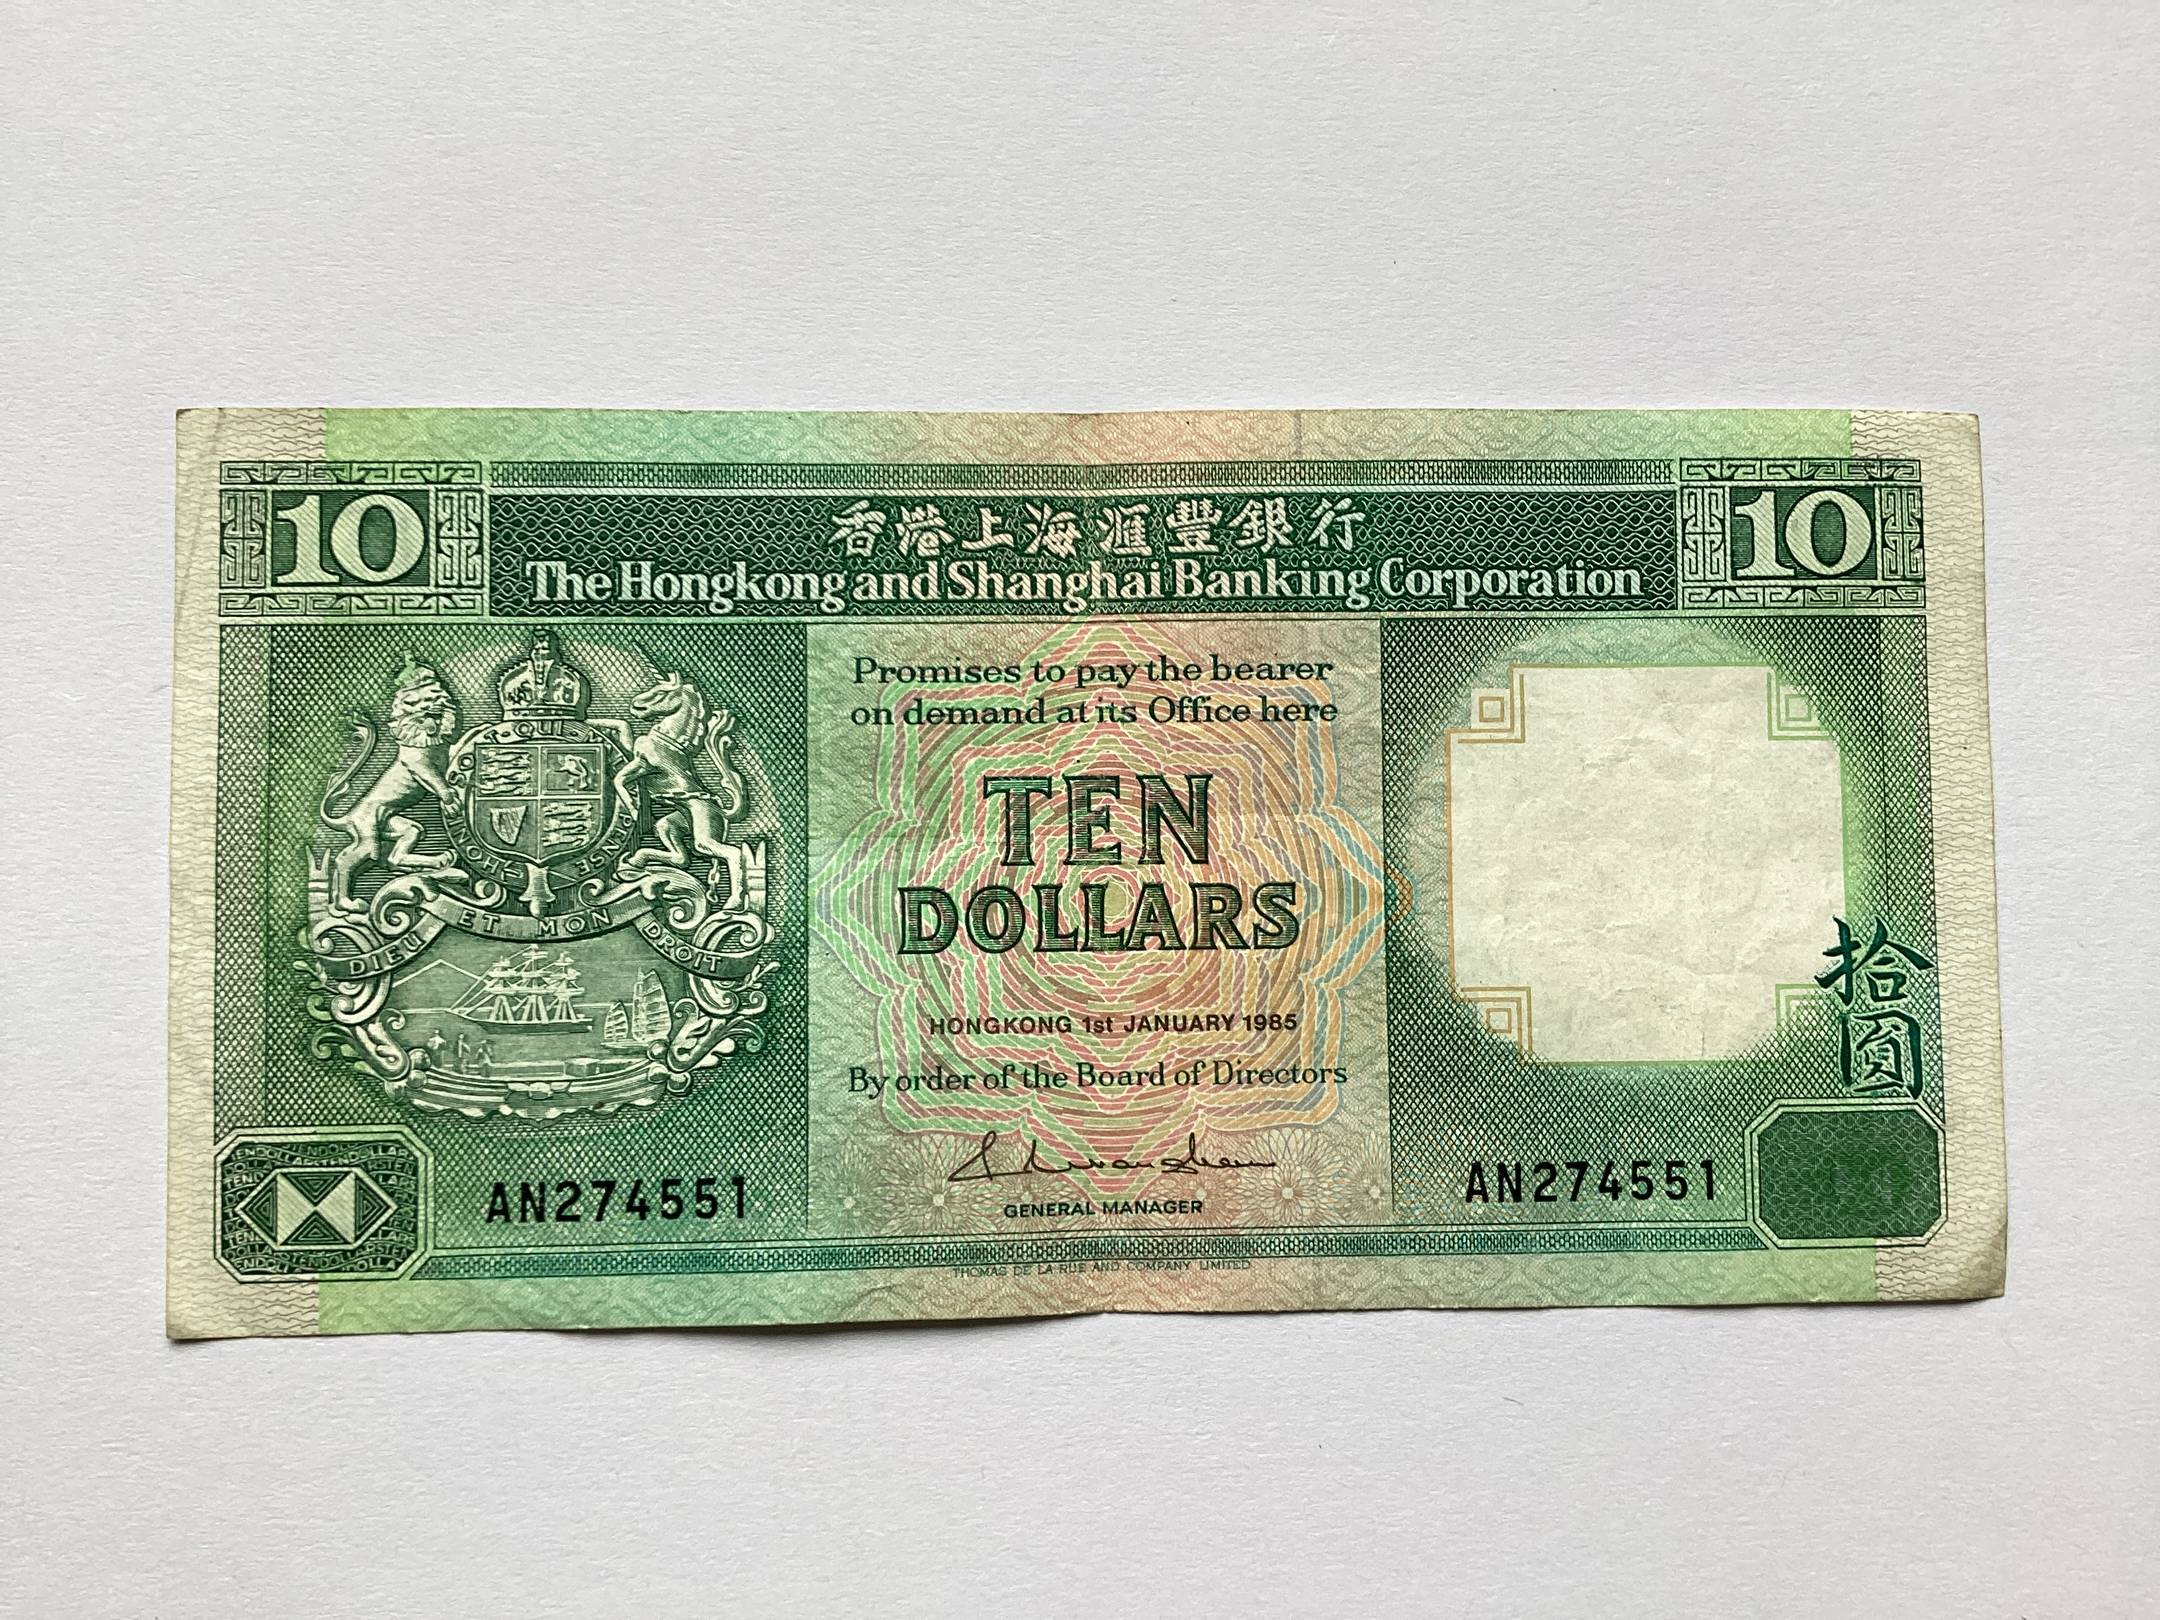 10
香港上海滙豐銀行
10
The Hongkong and Shanghai Banking Corporation
Promises to pay the bearer
on demand at its Office here
TEN
DOLLARS
HONGKONG 1st JANUARY 1985
By order of the Board of Directors
GENERAL MANAGER
DIEU ET MON DROIT
拾圓
AN274551
AN274551
THOMAS DE LA RUE AND COMPANY LIMITED